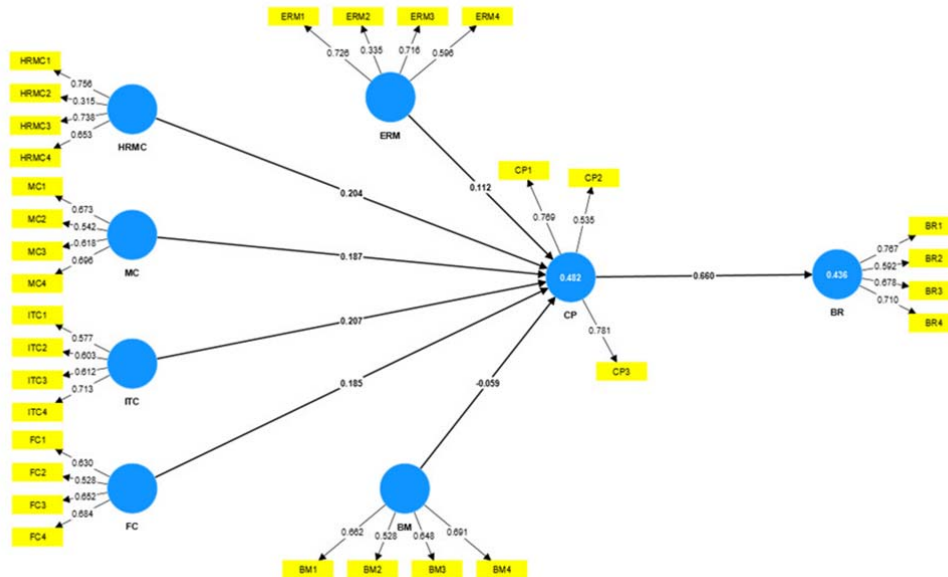 ERM1
ERM2
ERM3
ERM4
0.726
0.335
0.716
0.596
ERM
HRMC1
HRMC2
HRMC3
HRMC4
0.756
0.315
0.738
0.653
HRMC
MC1
MC2
MC3
MC4
0.673
0.542
0.618
0.696
MC
ITC1
ITC2
ITC3
ITC4
0.577
0.603
0.612
0.713
ITC
FC1
FC2
FC3
FC4
0.630
0.528
0.652
0.684
FC
0.112
0.204
0.187
0.207
0.185
-0.059
CP1
CP2
0.769
0.535
0.482
CP
0.781
CP3
0.660
0.436
BR
0.767
0.592
0.678
0.710
BR1
BR2
BR3
BR4
BM
0.662
0.528
0.648
0.691
BM1
BM2
BM3
BM4